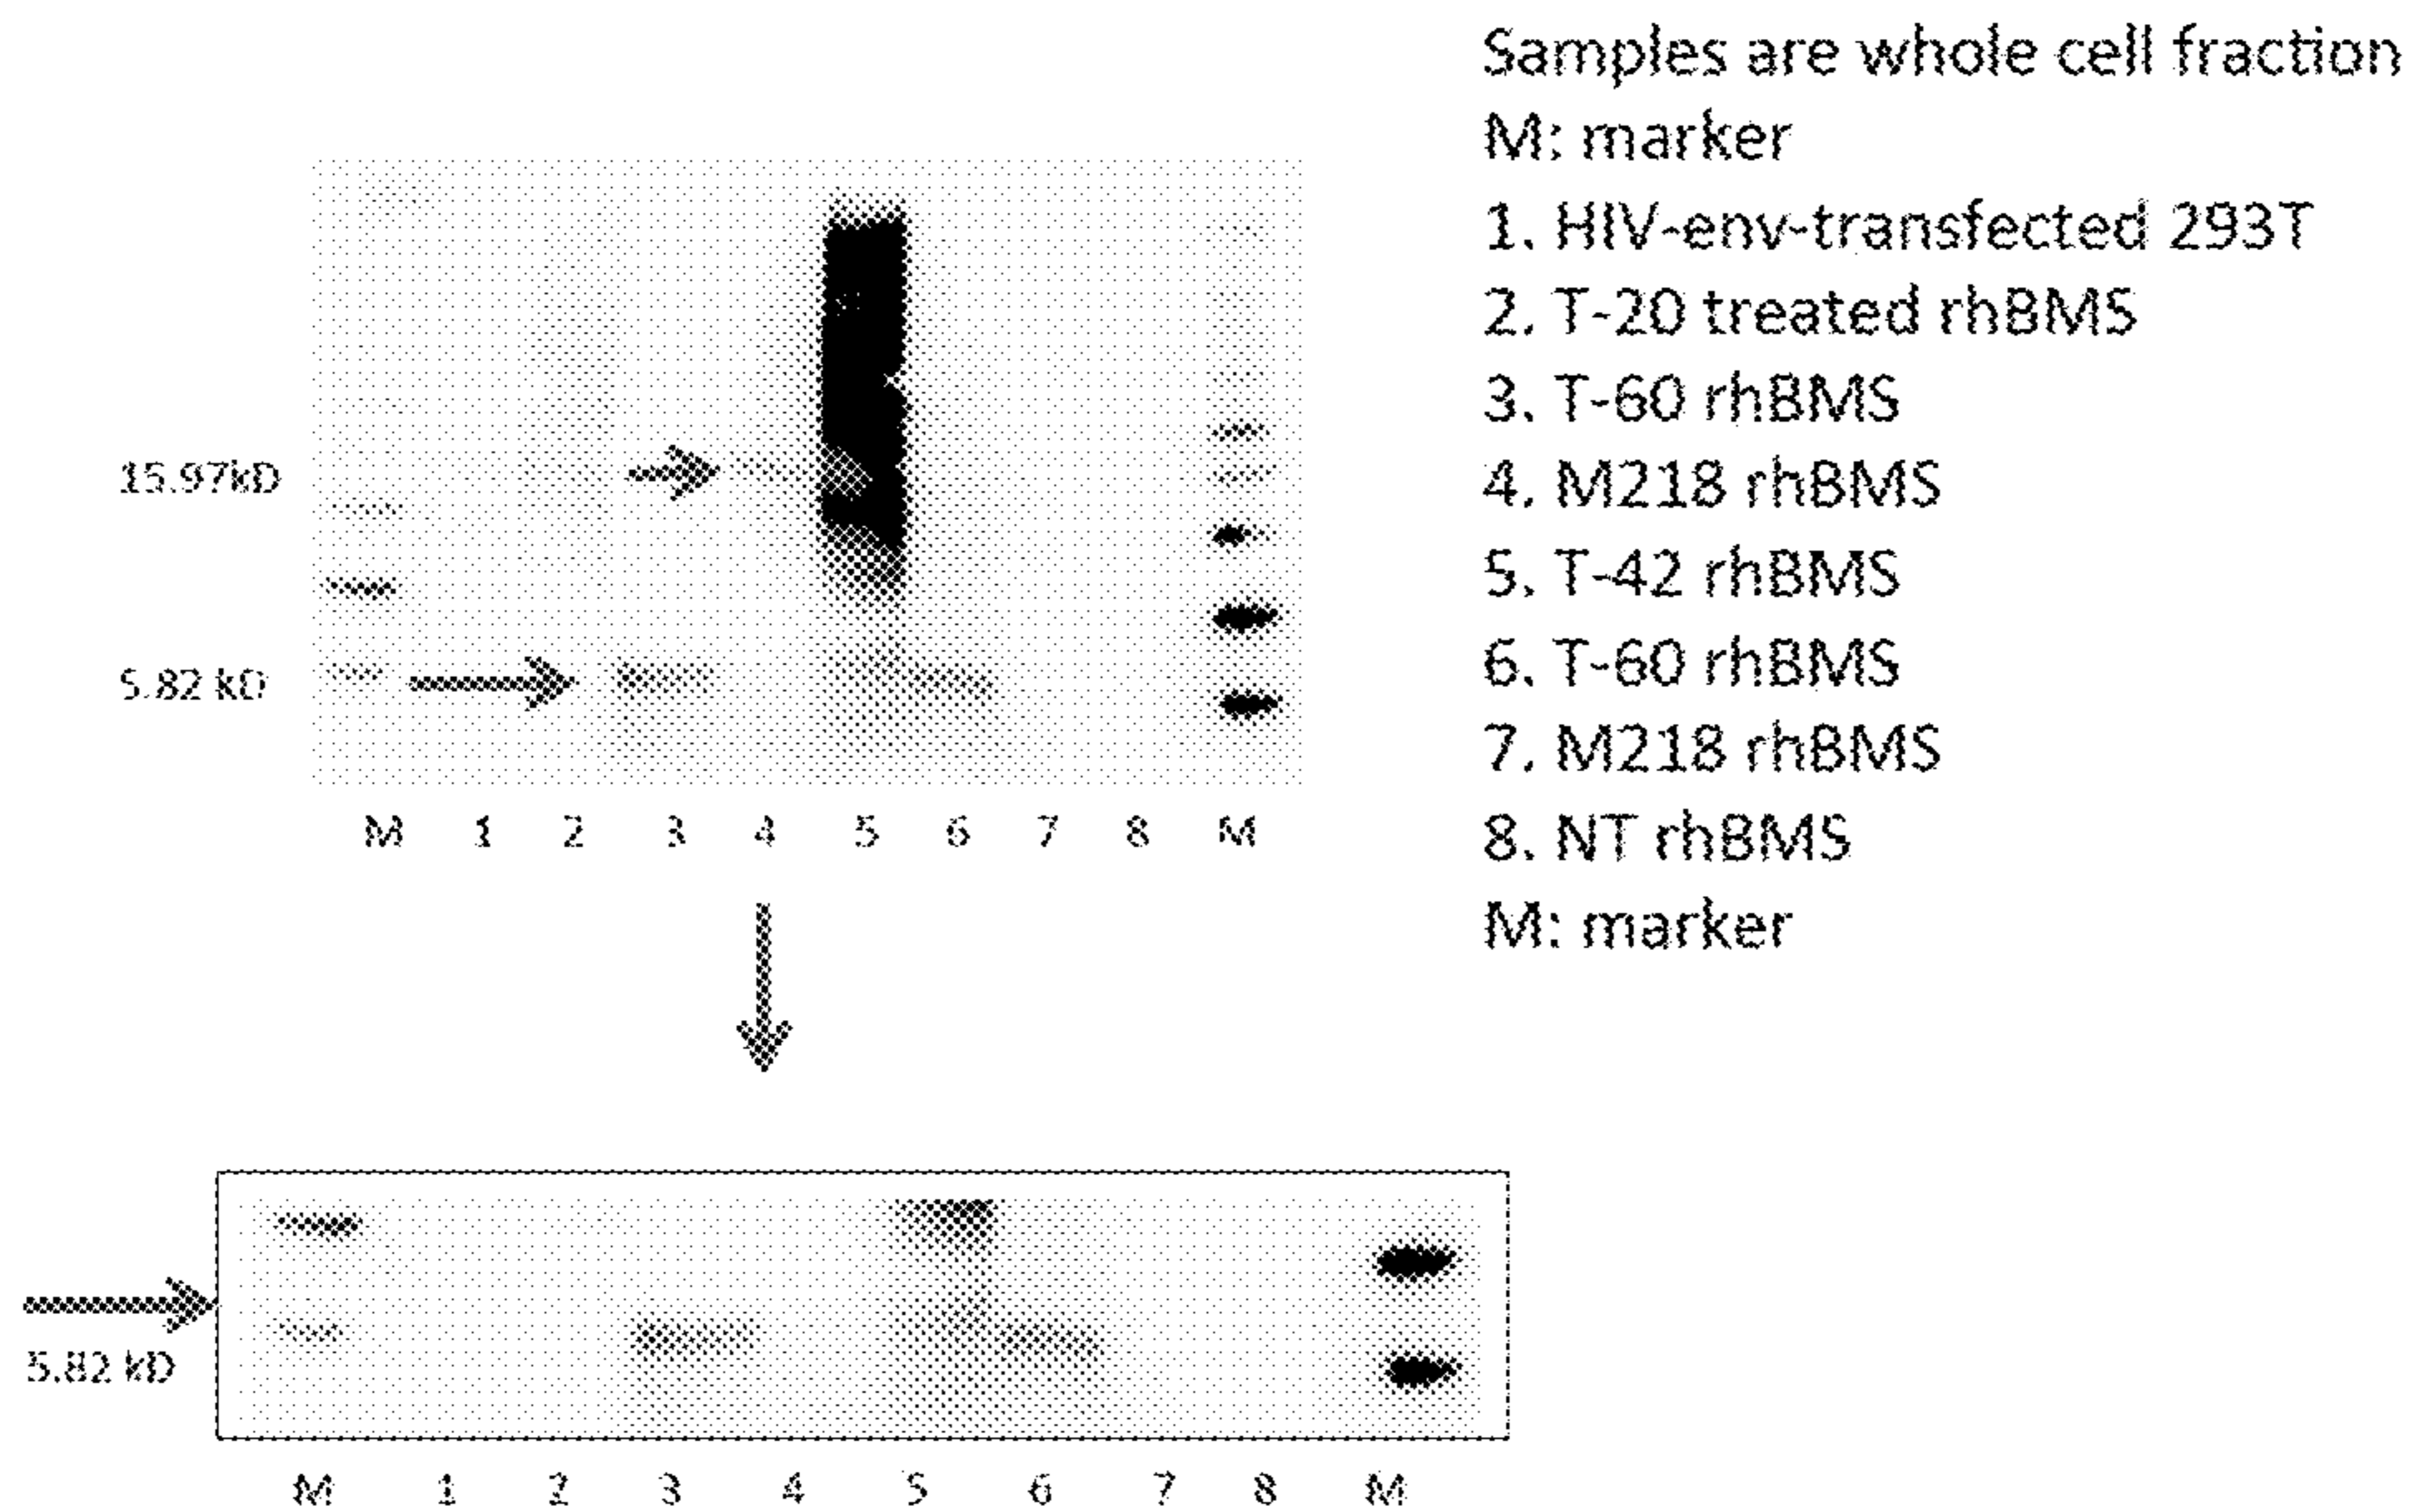 Samples are whole cell fraction
M: marker
1. HIV-env-transfected 293T
2. T-20 treated rhBMS
3. T-60 rhBMS
4. M218 rhBMS
5. T-42 rhBMS
6. T-60 rhBMS
7. M218 rhBMS
8. NT rhBMS
M: marker
15.97kD
5.82 kD
M 1 2 3 4 5 6 7 8 M
5.82 kD
M 1 2 3 4 5 6 7 8 M